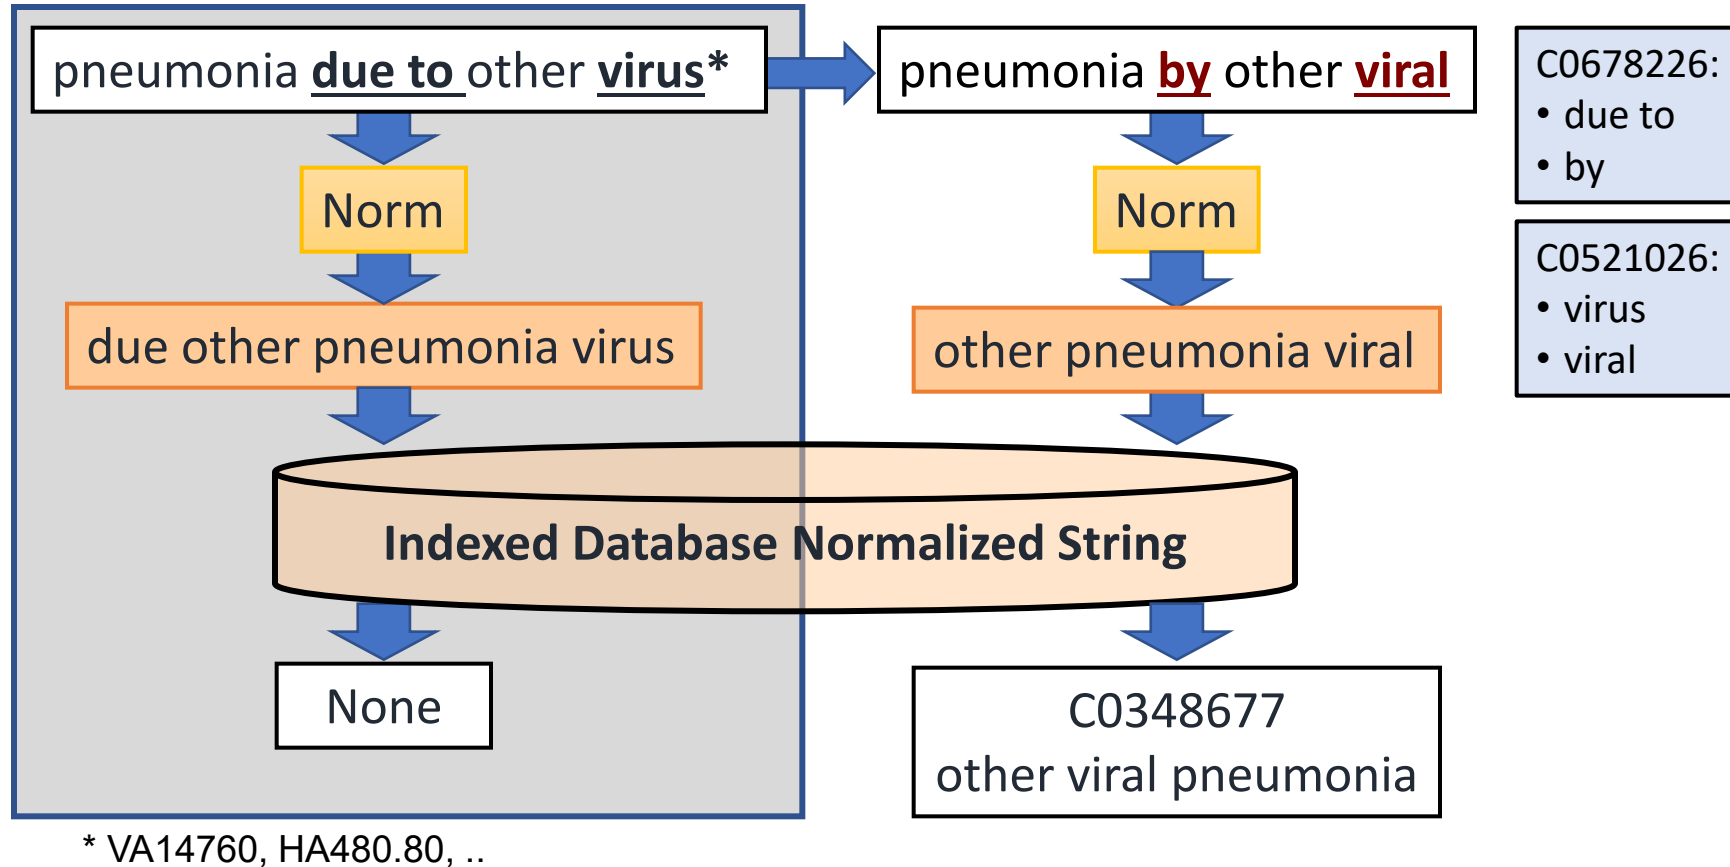 pneumonia due to other virus*
pneumonia by other viral
C0678226:
• due to
• by
Norm
Norm
C0521026:
• virus
• viral
due other pneumonia virus
other pneumonia viral
Indexed Database Normalized String
None
C0348677
other viral pneumonia
* VA14760, HA480.80, ..